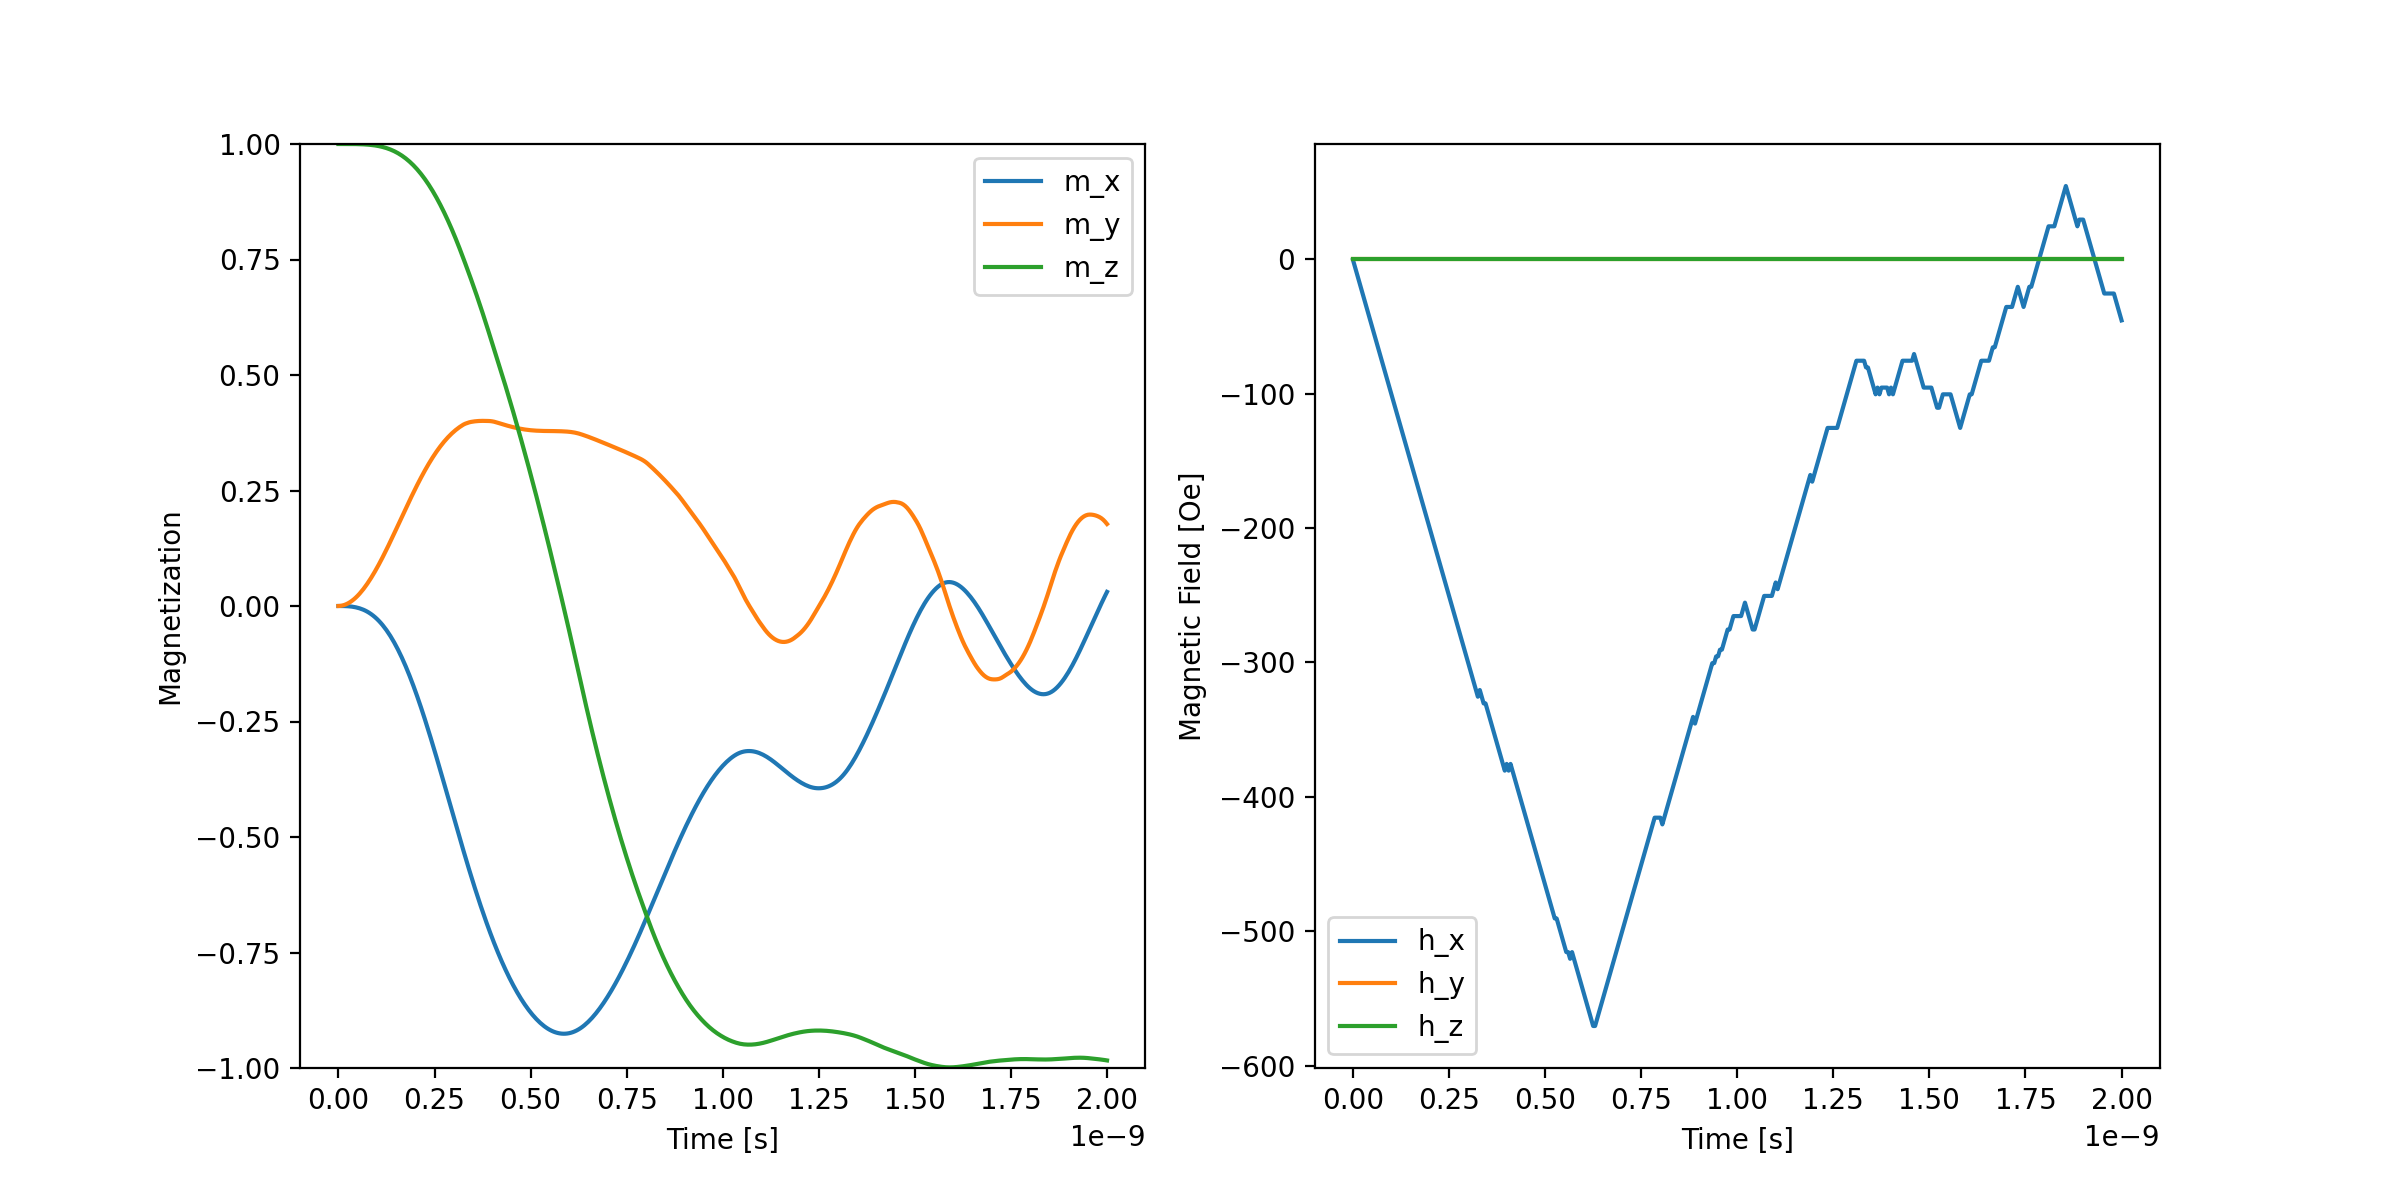 1.00
0.75
0.50
0.25
0.00
−0.25
−0.50
−0.75
−1.00
Magnetization
m_x
m_y
m_z
0.00 0.25 0.50 0.75 1.00 1.25 1.50 1.75 2.00
Time [s]
1e−9
0
−100
−200
−300
−400
−500
−600
Magnetic Field [Oe]
h_x
h_y
h_z
0.00 0.25 0.50 0.75 1.00 1.25 1.50 1.75 2.00
Time [s]
1e−9